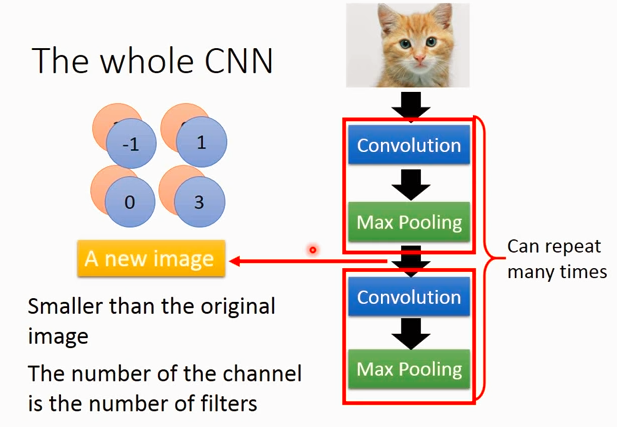 The whole CNN
-1
1
0
3
A new image
Smaller than the original
image
The number of the channel
is the number of filters
Convolution
Max Pooling
Convolution
Max Pooling
Can repeat
many times